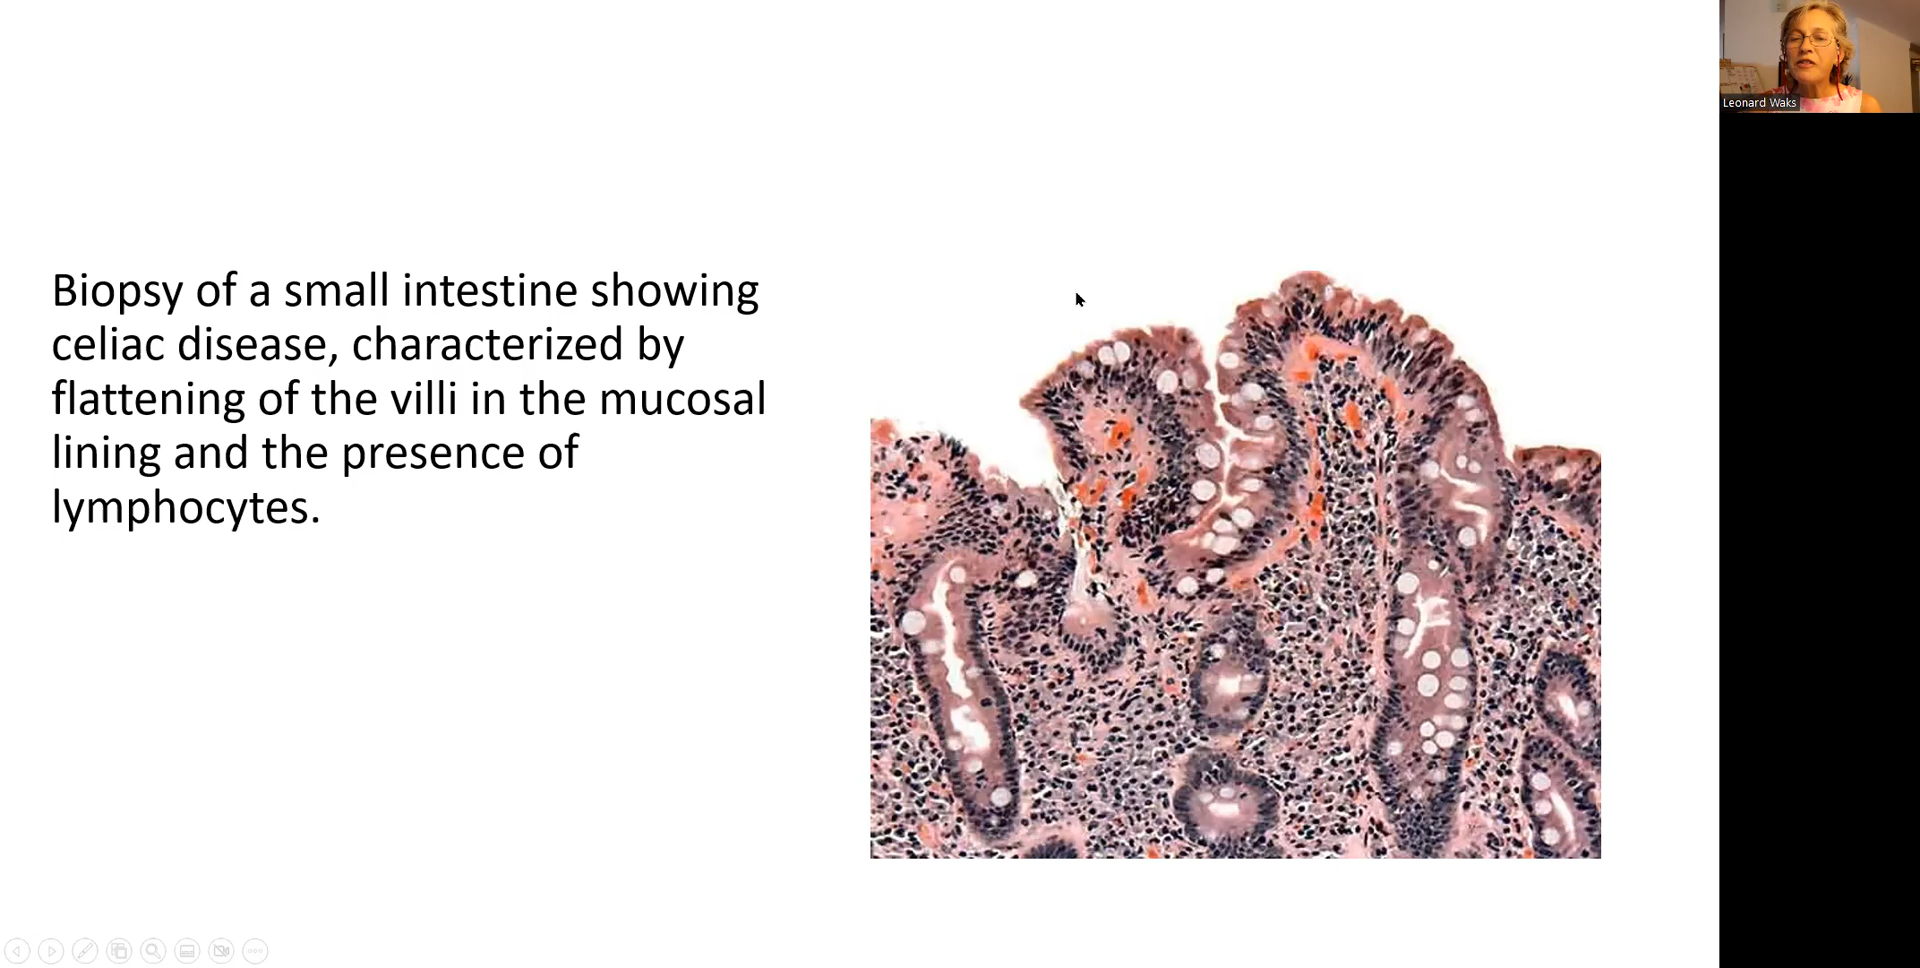 Biopsy of a small intestine showing
celiac disease, characterized by
flattening of the villi in the mucosal
lining and the presence of
lymphocytes.
Leonard Waks